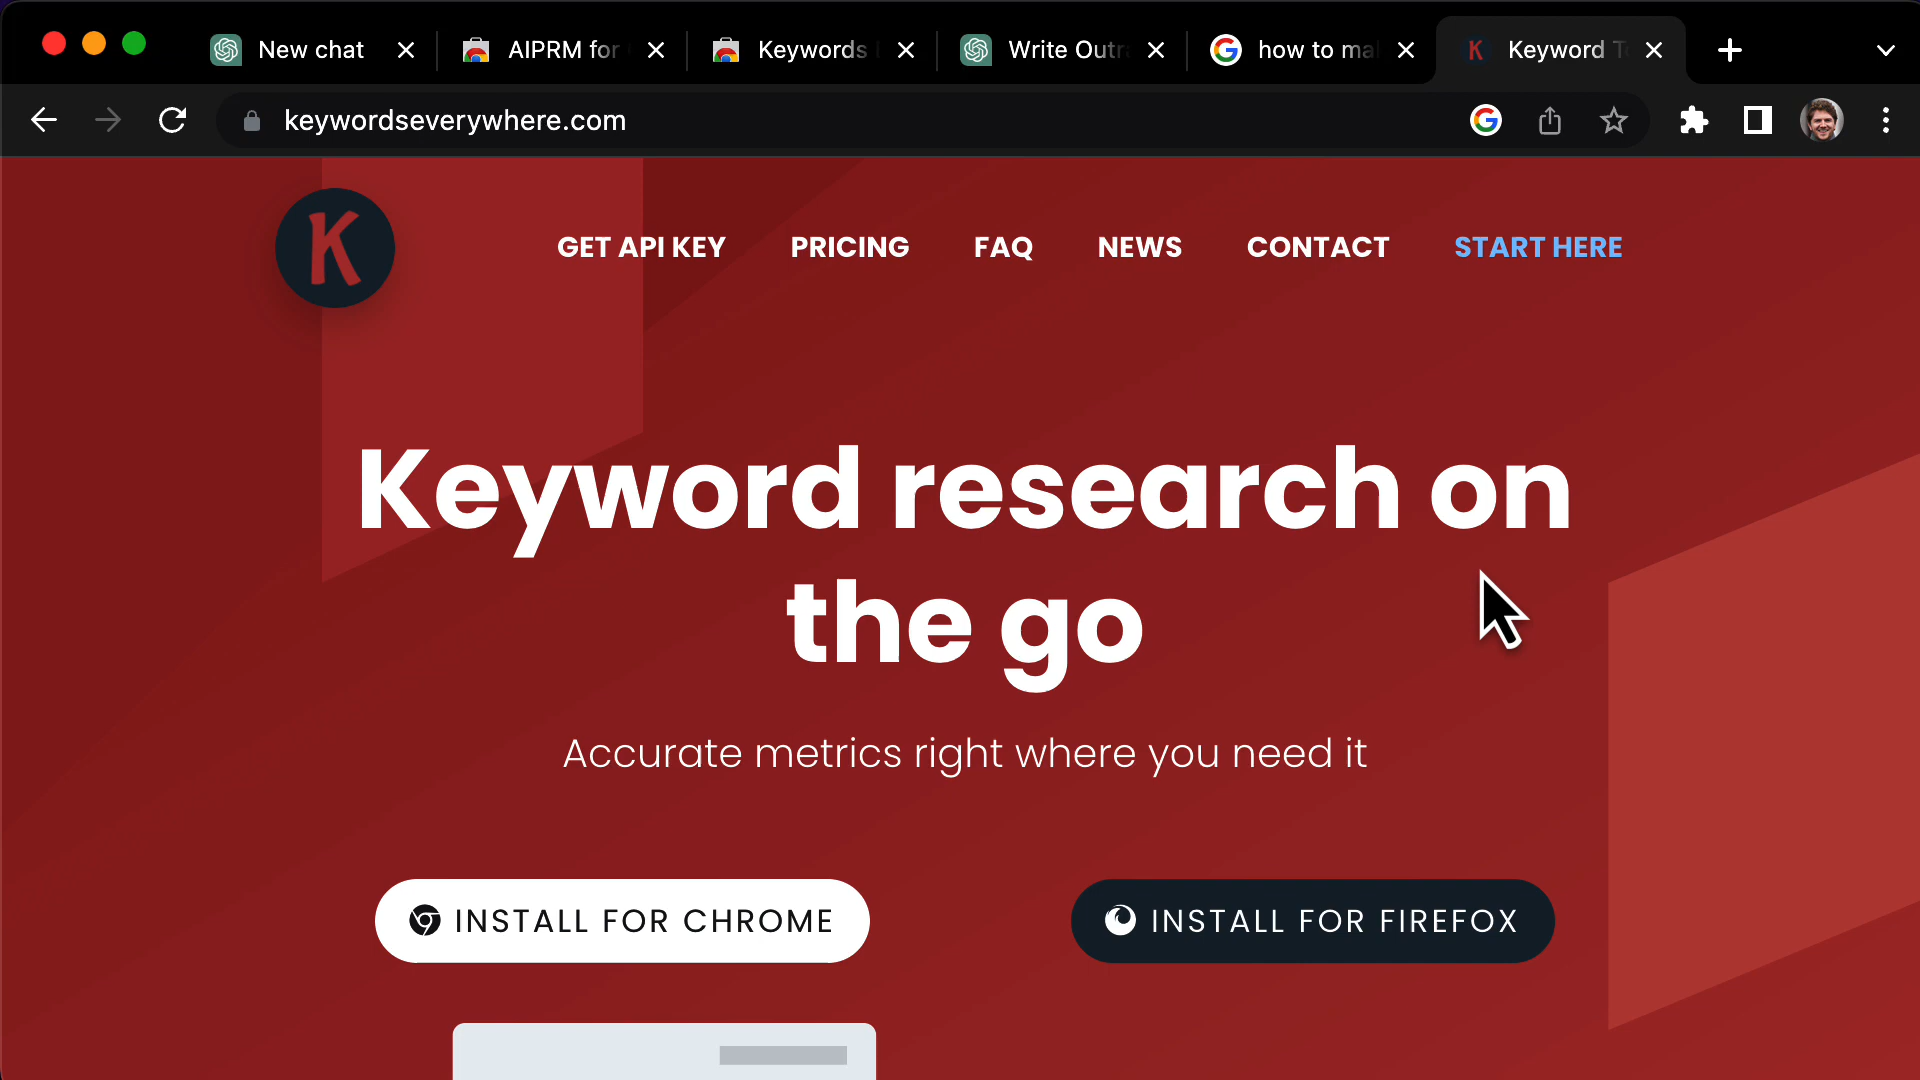 New chat
AIPRM for
Keywords
Write Outr
how to ma
Keyword T
keywordseverywhere.com
K
GET API KEY
PRICING
FAQ
NEWS
CONTACT
START HERE
Keyword research on
the go
Accurate metrics right where you need it
INSTALL FOR CHROME
INSTALL FOR FIREFOX